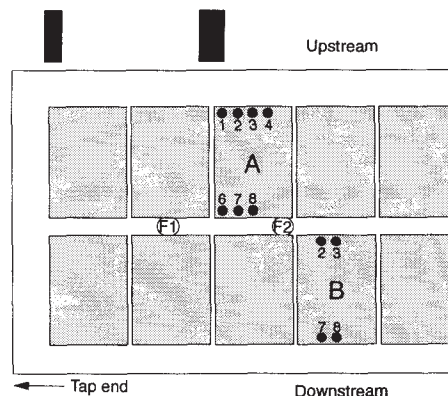 Upstream
1 2 3 4
A
6 7 8
F1 F2
2 3
B
7 8
Tap end
Downstream